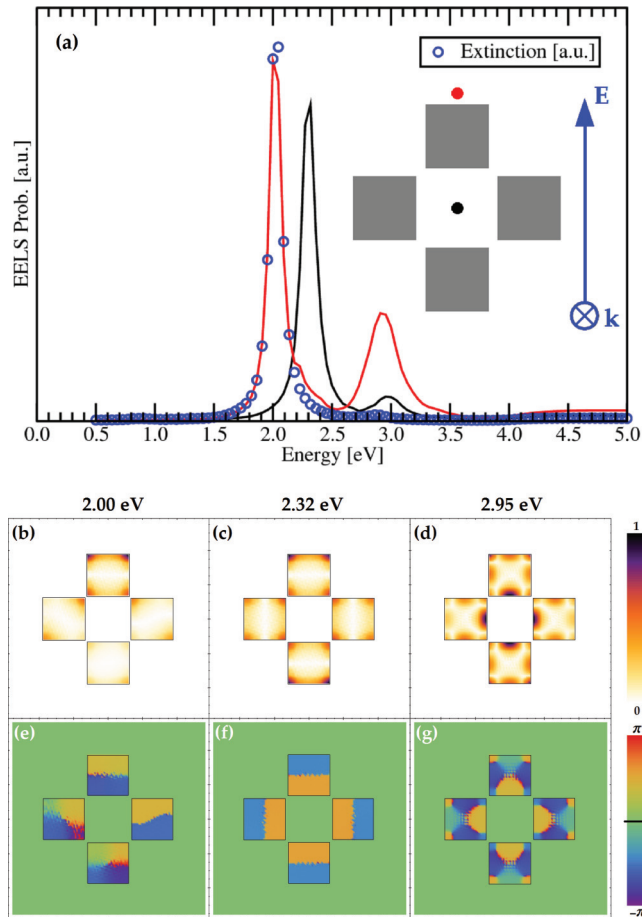 (a)
Extinction [a.u.]
E
k
EELS Prob. [a.u.]
0.0 0.5 1.0 1.5 2.0 2.5 3.0 3.5 4.0 4.5 5.0
Energy [eV]
2.00 eV 2.32 eV 2.95 eV
(b) (c) (d)
1
0
(e) (f) (g)
π
-π